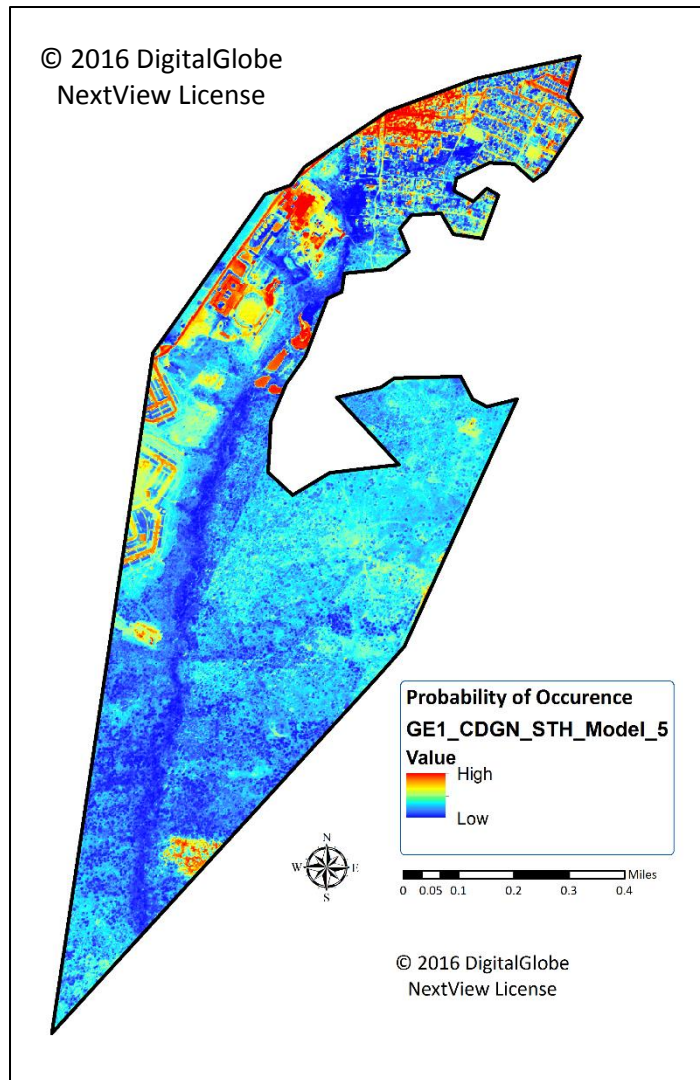 © 2016 DigitalGlobe
NextView License
Probability of Occurence
GE1_CDGN_STH_Model_5
Value
High
Low
N
W E
S
Miles
0 0.05 0.1 0.2 0.3 0.4
© 2016 DigitalGlobe
NextView License